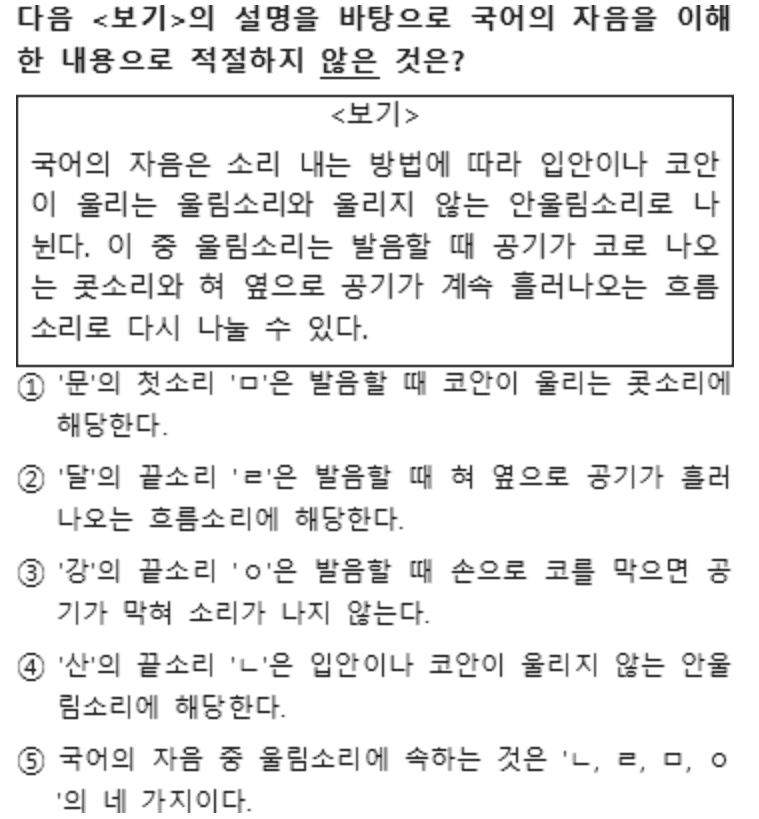 다음 <보기>의 설명을 바탕으로 국어의 자음을 이해
한 내용으로 적절하지 않은 것은?
<보기>
국어의 자음은 소리 내는 방법에 따라 입안이나 코안
이 울리는 울림소리와 울리지 않는 안울림소리로 나
뉜다. 이 중 울림소리는 발음할 때 공기가 코로 나오
는 콧소리와 혀 옆으로 공기가 계속 흘러나오는 흐름
소리로 다시 나눌 수 있다.
① '문'의 첫소리 'ㅁ'은 발음할 때 코안이 울리는 콧소리에
해당한다.
② '달'의 끝소리 'ㄹ'은 발음할 때 혀 옆으로 공기가 흘러
나오는 흐름소리에 해당한다.
③ '강'의 끝소리 'ㅇ'은 발음할 때 손으로 코를 막으면 공
기가 막혀 소리가 나지 않는다.
④ '산'의 끝소리 'ㄴ'은 입안이나 코안이 울리지 않는 안울
림소리에 해당한다.
⑤ 국어의 자음 중 울림소리에 속하는 것은 'ㄴ, ㄹ, ㅁ, ㅇ
'의 네 가지이다.